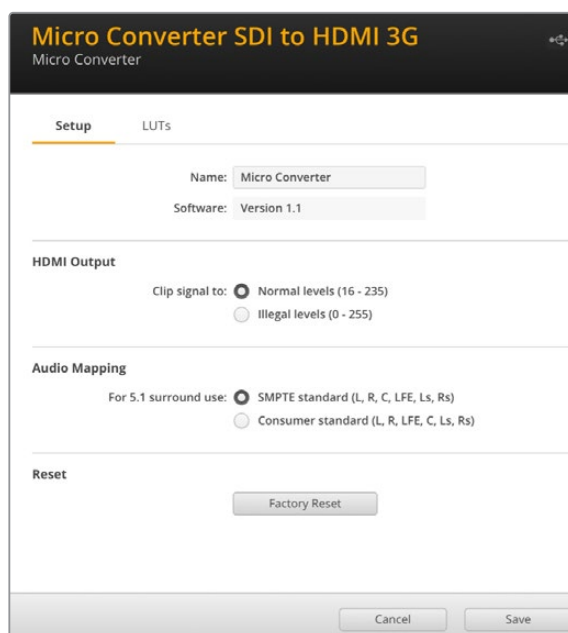 Micro Converter SDI to HDMI 3G
Micro Converter
Setup LUTs
Name: Micro Converter
Software: Version 1.1
HDMI Output
Clip signal to: Normal levels (16 - 235)
Illegal levels (0 - 255)
Audio Mapping
For 5.1 surround use: SMPTE standard (L, R, C, LFE, Ls, Rs)
Consumer standard (L, R, LFE, C, Ls, Rs)
Reset
Factory Reset
Cancel Save